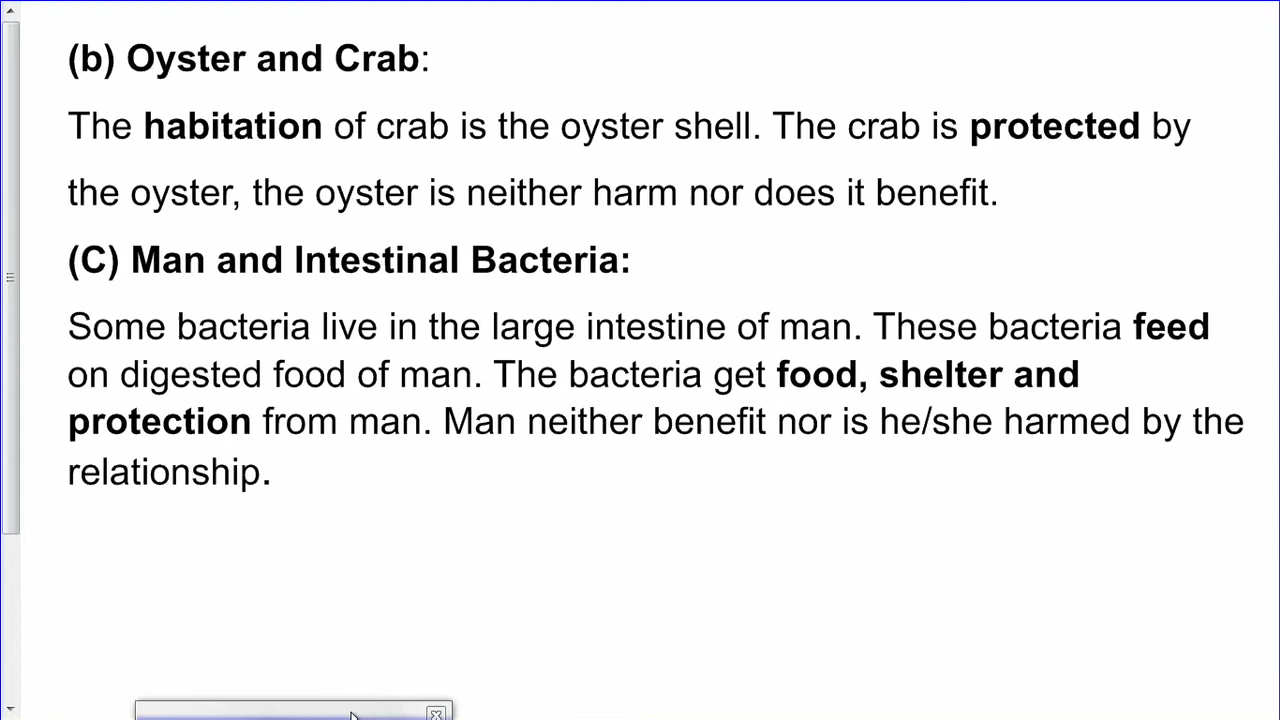 (b) Oyster and Crab:
The habitation of crab is the oyster shell. The crab is protected by
the oyster, the oyster is neither harm nor does it benefit.
(C) Man and Intestinal Bacteria:
Some bacteria live in the large intestine of man. These bacteria feed
on digested food of man. The bacteria get food, shelter and
protection from man. Man neither benefit nor is he/she harmed by the
relationship.